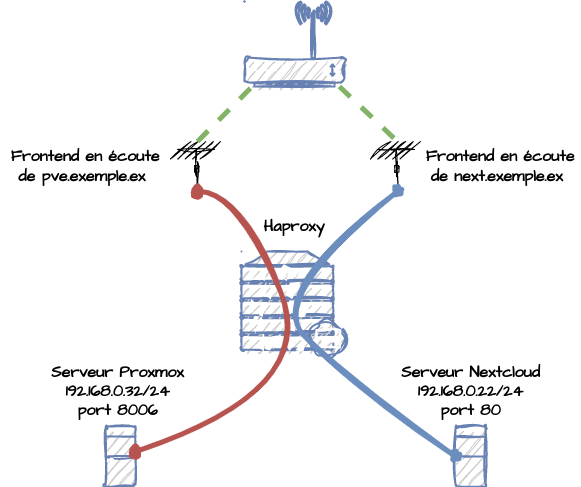 Frontend en écoute
de pve.exemple.ex
Frontend en écoute
de next.exemple.ex
Haproxy
Serveur Proxmox
192.168.0.32/24
port 8006
Serveur Nextcloud
192.168.0.22/24
port 80